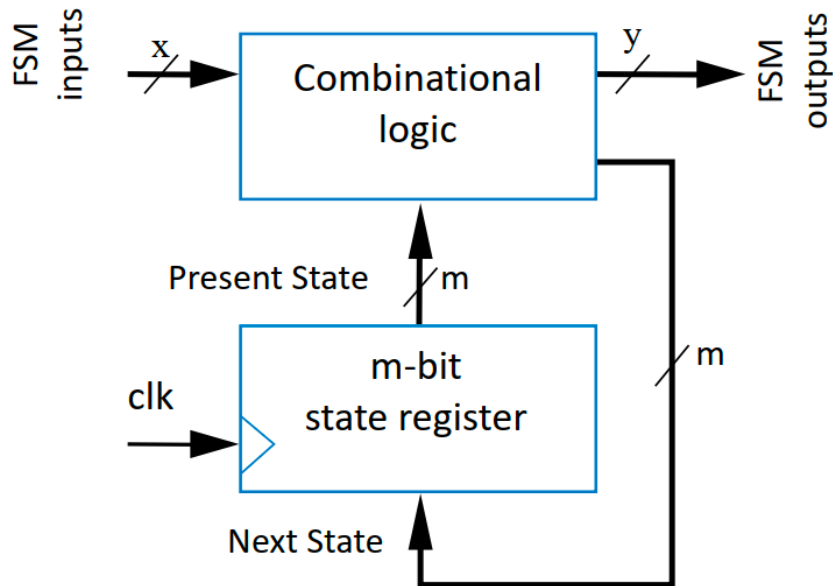 FSM
inputs
x
Combinational
logic
y
FSM
outputs
Present State
m
m-bit
state register
clk
m
Next State